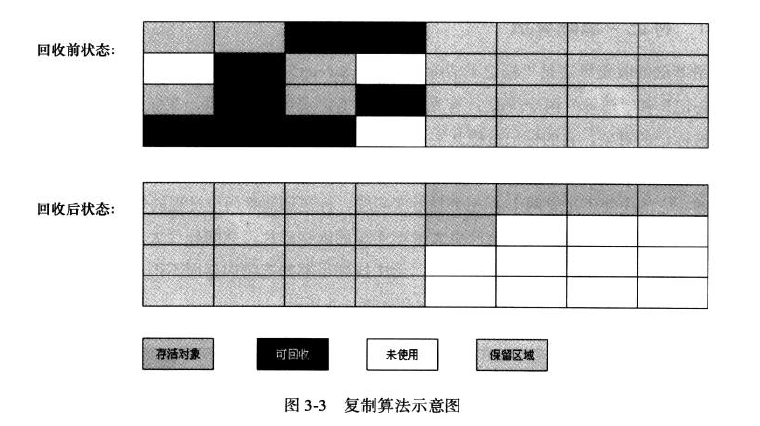 回收前状态:
回收后状态:
存活对象
可回收
未使用
保留区域
图 3-3 复制算法示意图